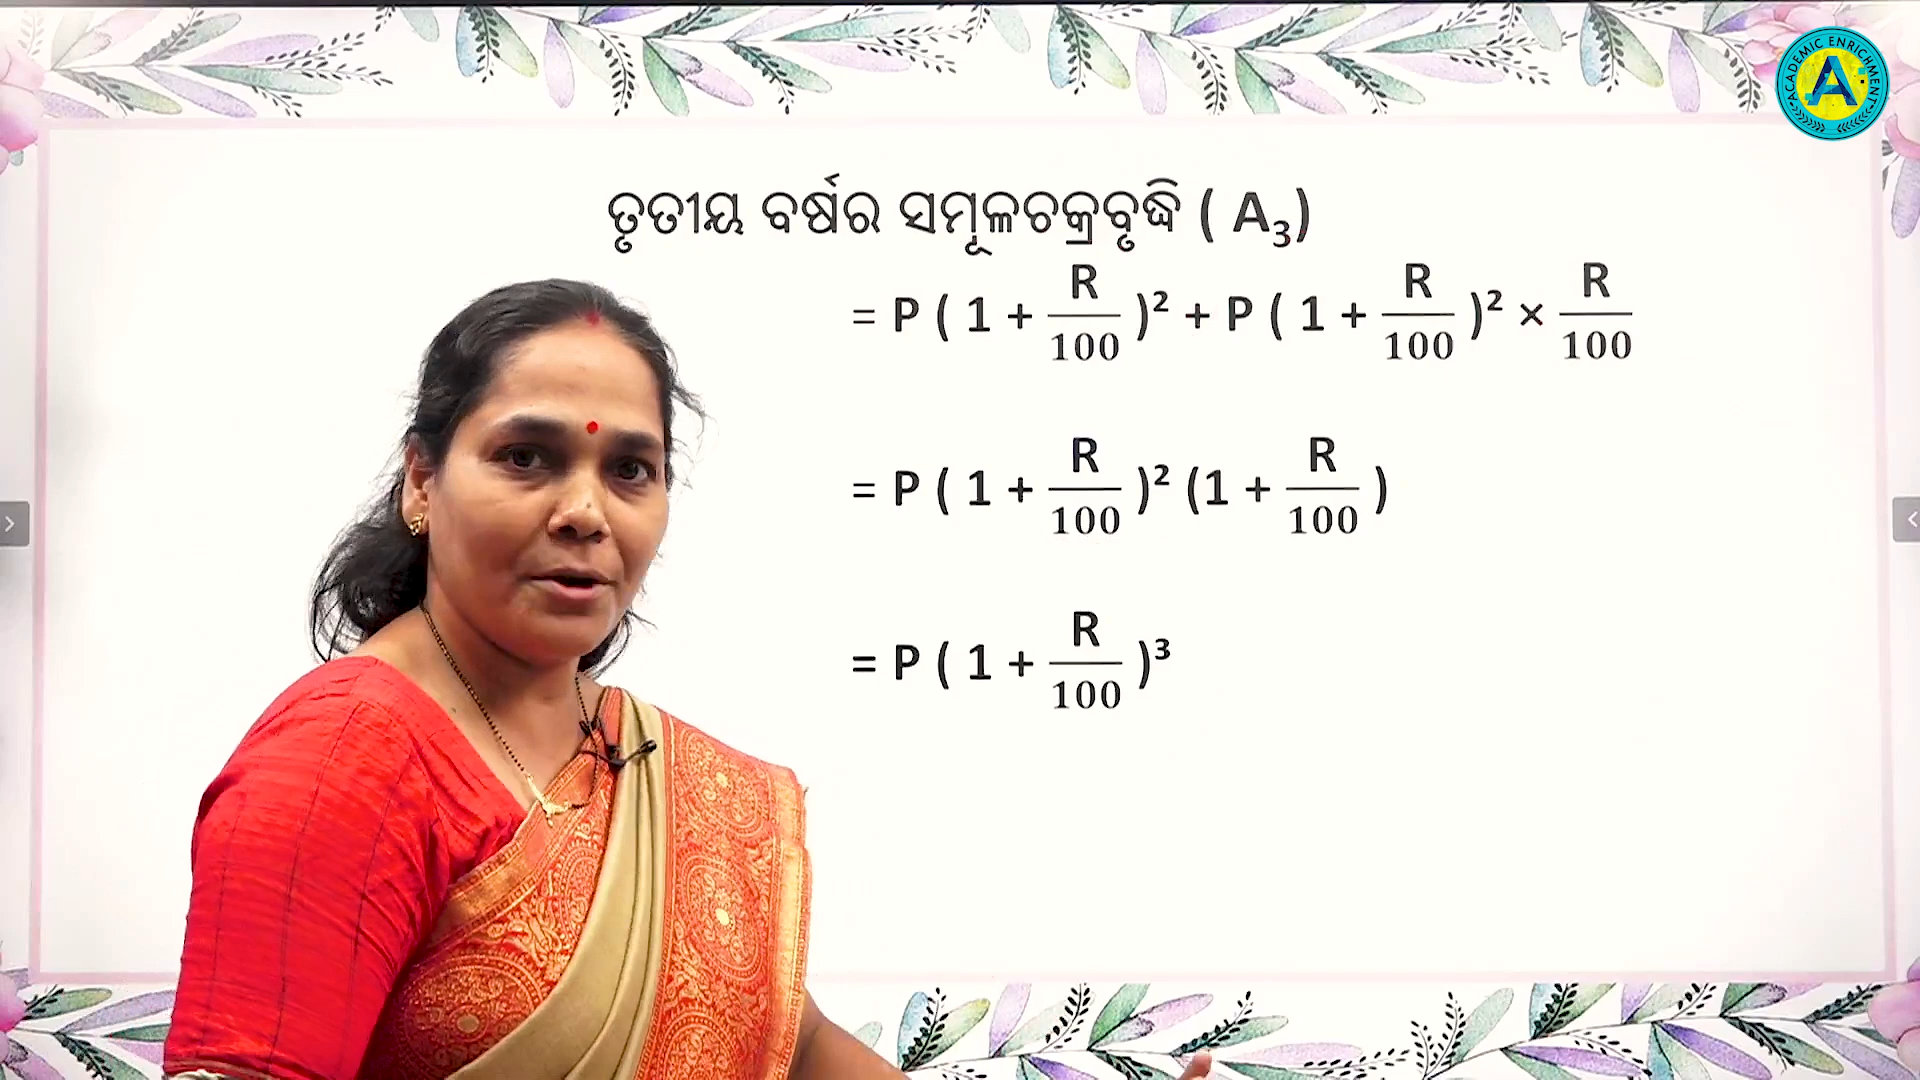 ACADEMIC ENRICHMENT
A
ତୃତୀୟ ବର୍ଷର ସମୂଳଚକ୍ରବୃଦ୍ଧି ( A₃)
= P ( 1 + R/100 )² + P ( 1 + R/100 )² × R/100
= P ( 1 + R/100 )² (1 + R/100 )
= P ( 1 + R/100 )³